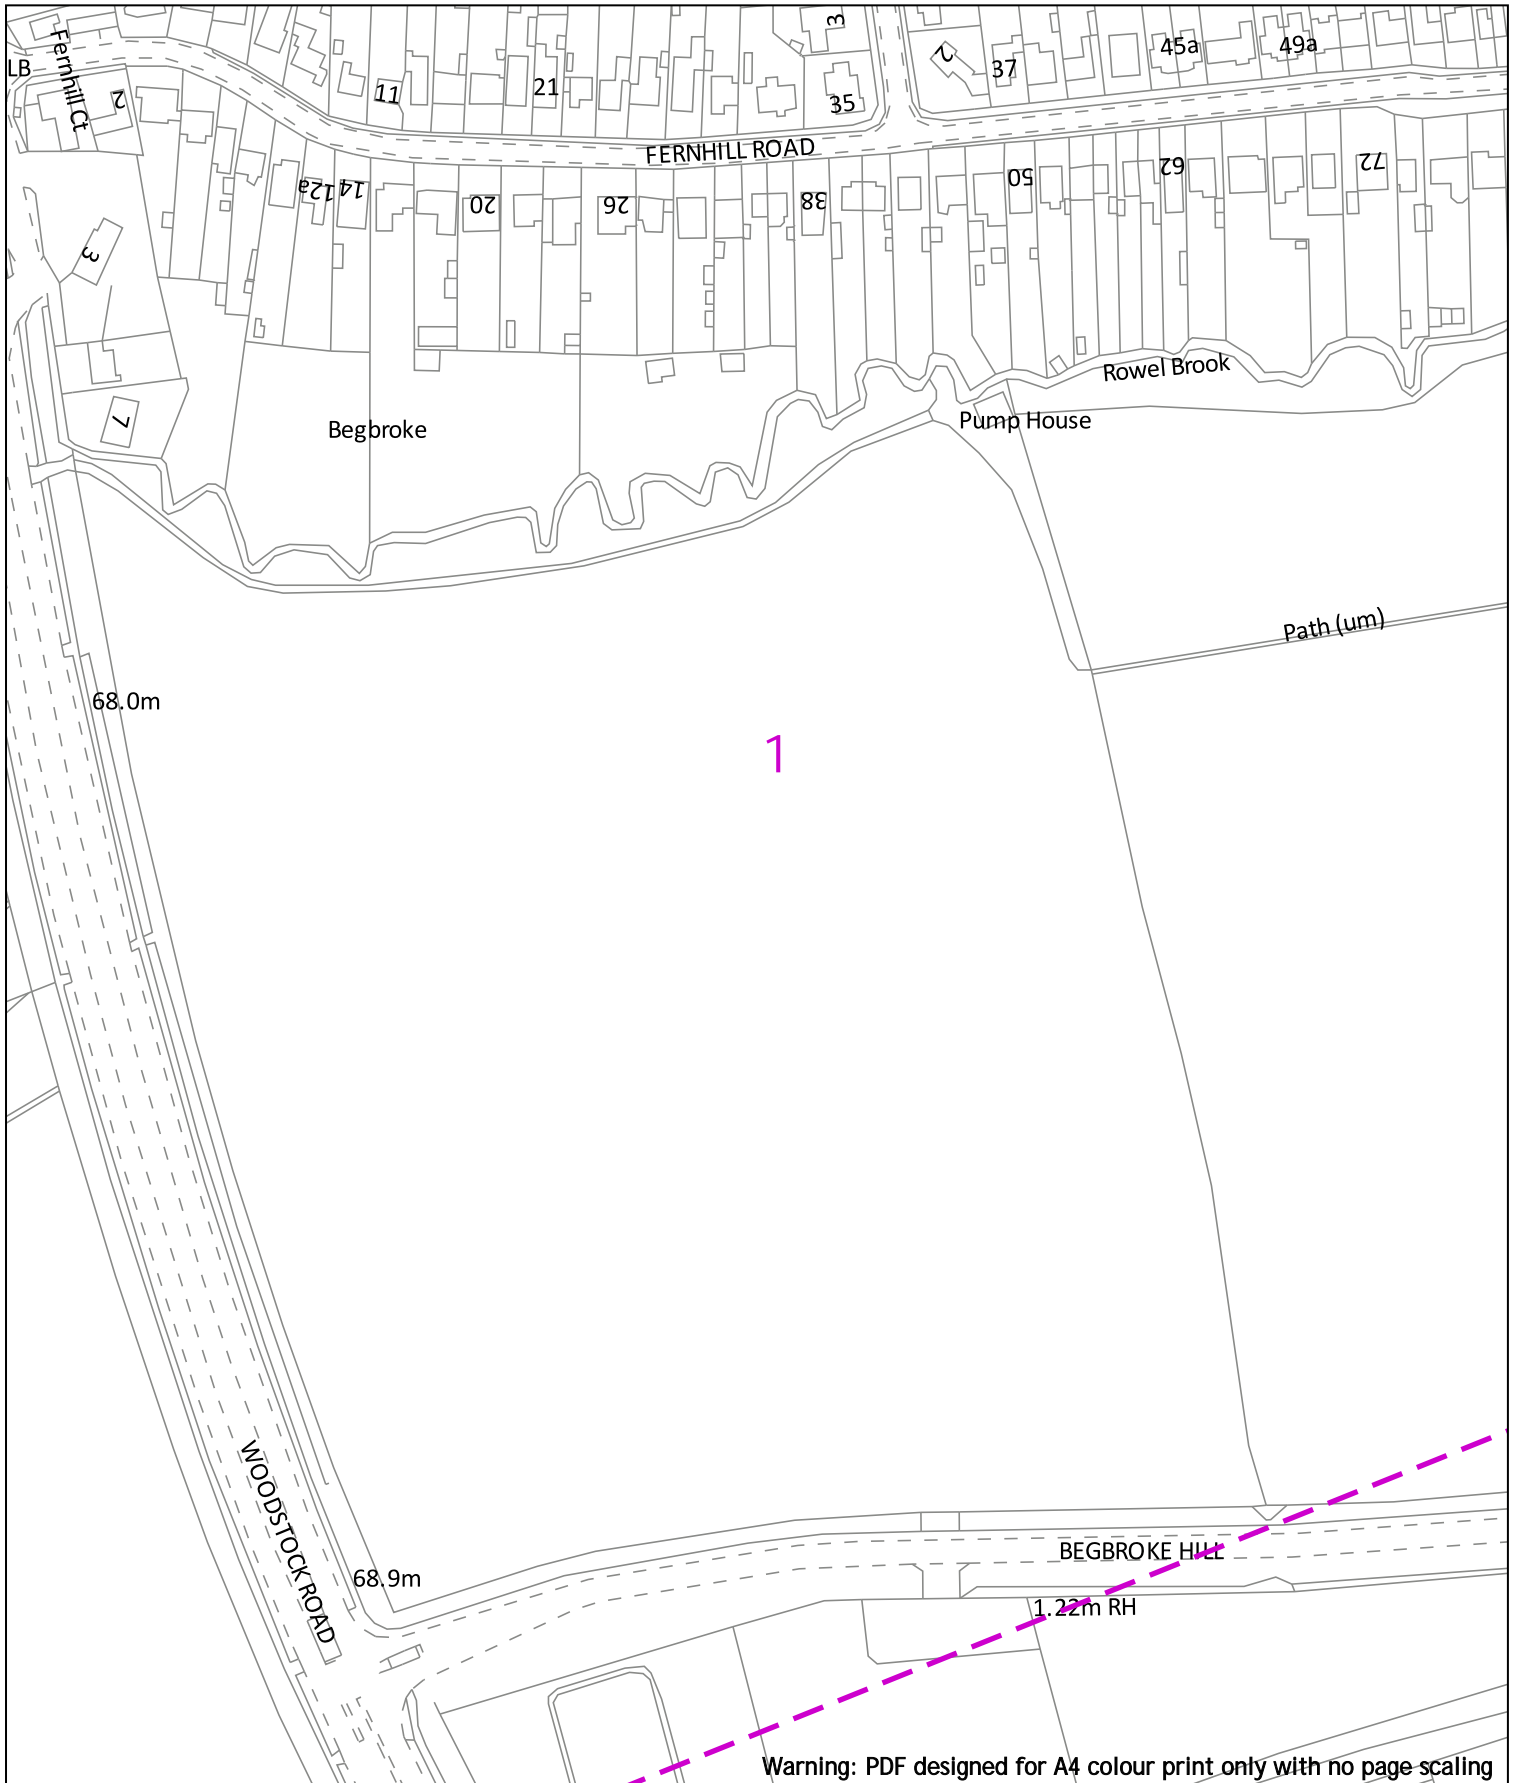 3
45a
49a
Fernhill Ct
LB
2
37
2
11
21
35
FERNHILL ROAD
12a
14
20
26
38
50
62
72
3
Rowel Brook
7
Begbroke
Pump House
Path (um)
68.0m
1
WOODSTOCK ROAD
BEGBROKE HILL
68.9m
1.22m RH
Warning: PDF designed for A4 colour print only with no page scaling